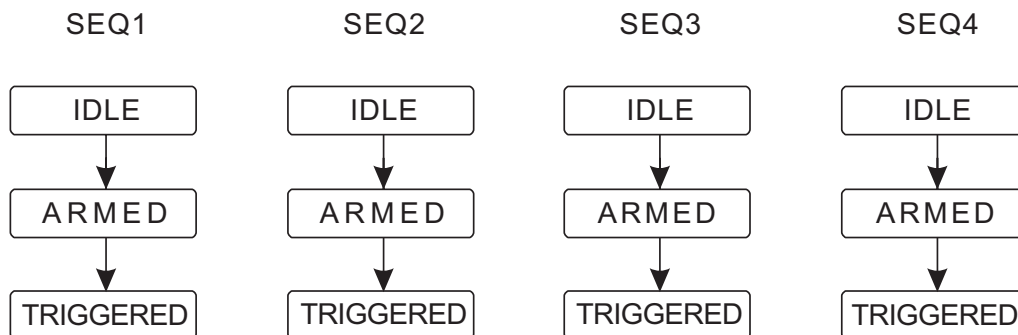 SEQ1 SEQ2 SEQ3 SEQ4
IDLE IDLE IDLE IDLE
ARMED ARMED ARMED ARMED
TRIGGERED TRIGGERED TRIGGERED TRIGGERED